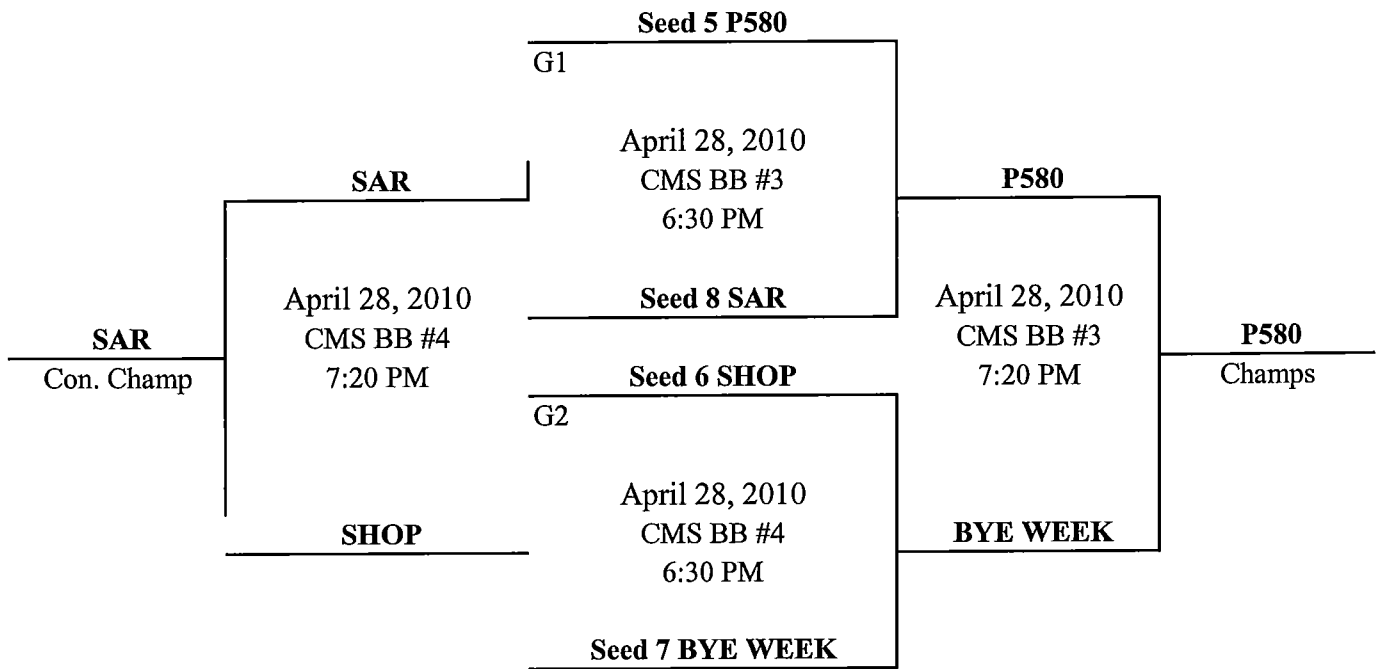 Seed 5 P580
G1
April 28, 2010
CMS BB #3
6:30 PM
SAR
P580
Seed 8 SAR
April 28, 2010
CMS BB #4
7:20 PM
April 28, 2010
CMS BB #3
7:20 PM
SAR
Con. Champ
P580
Champs
Seed 6 SHOP
G2
April 28, 2010
CMS BB #4
6:30 PM
SHOP
BYE WEEK
Seed 7 BYE WEEK